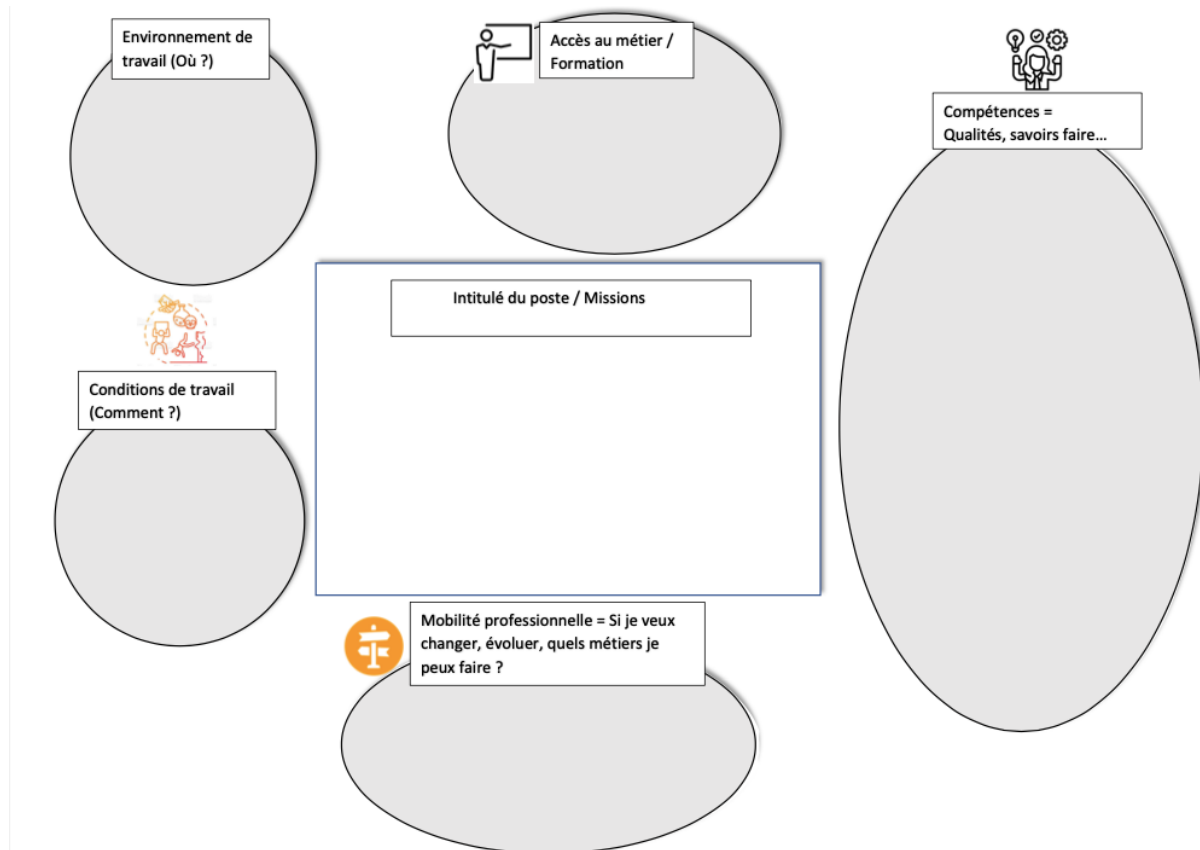 Environnement de
travail (Où ?)
Accès au métier /
Formation
Compétences =
Qualités, savoirs faire…
Intitulé du poste / Missions
Conditions de travail
(Comment ?)
Mobilité professionnelle = Si je veux
changer, évoluer, quels métiers je
peux faire ?